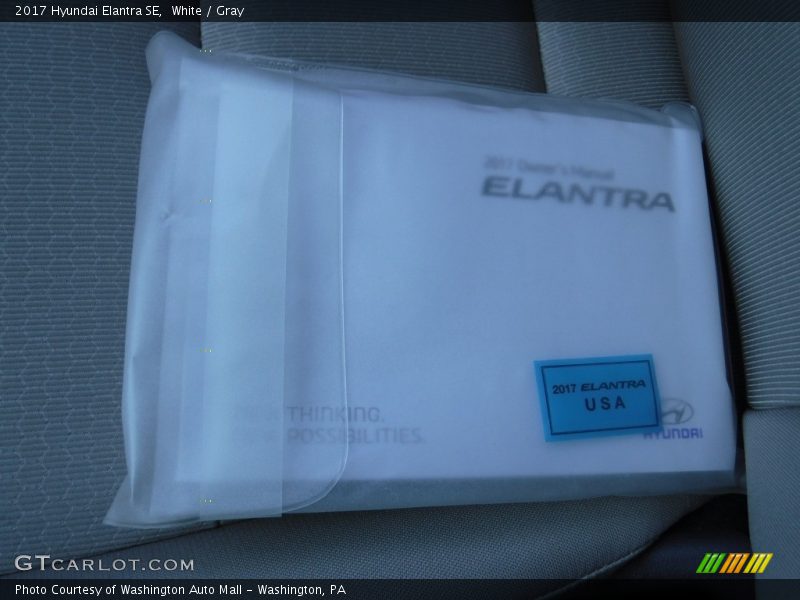 2017 Hyundai Elantra SE, White / Gray
2017 Owner's Manual
ELANTRA
2017 ELANTRA
USA
THINKING.
POSSIBILITIES.
HYUNDAI
GTCARLOT.COM
Photo Courtesy of Washington Auto Mall - Washington, PA